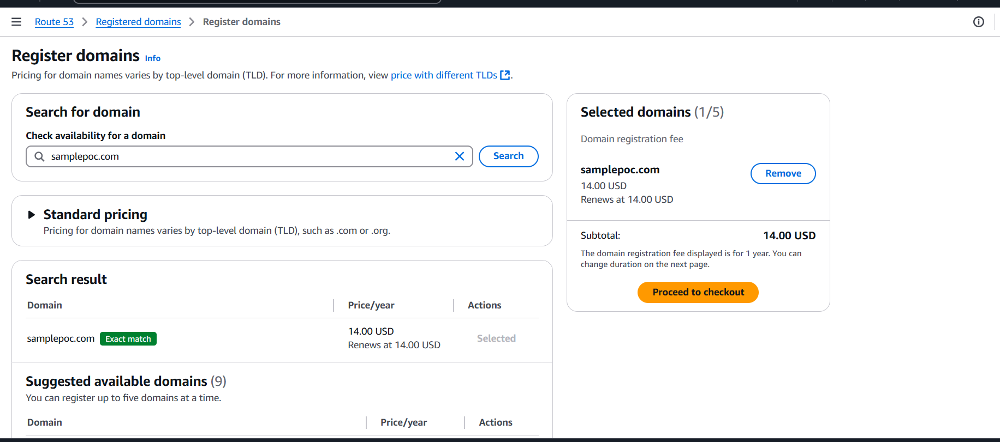 Route 53 > Registered domains > Register domains
Register domains Info
Pricing for domain names varies by top-level domain (TLD). For more information, view price with different TLDs.
Search for domain
Check availability for a domain
samplepoc.com
Search
Standard pricing
Pricing for domain names varies by top-level domain (TLD), such as .com or .org.
Search result
Domain Price/year Actions
samplepoc.com Exact match 14.00 USD Selected
Renews at 14.00 USD
Suggested available domains (9)
You can register up to five domains at a time.
Domain Price/year Actions
Selected domains (1/5)
Domain registration fee
samplepoc.com
Remove
14.00 USD
Renews at 14.00 USD
Subtotal: 14.00 USD
The domain registration fee displayed is for 1 year. You can
change duration on the next page.
Proceed to checkout